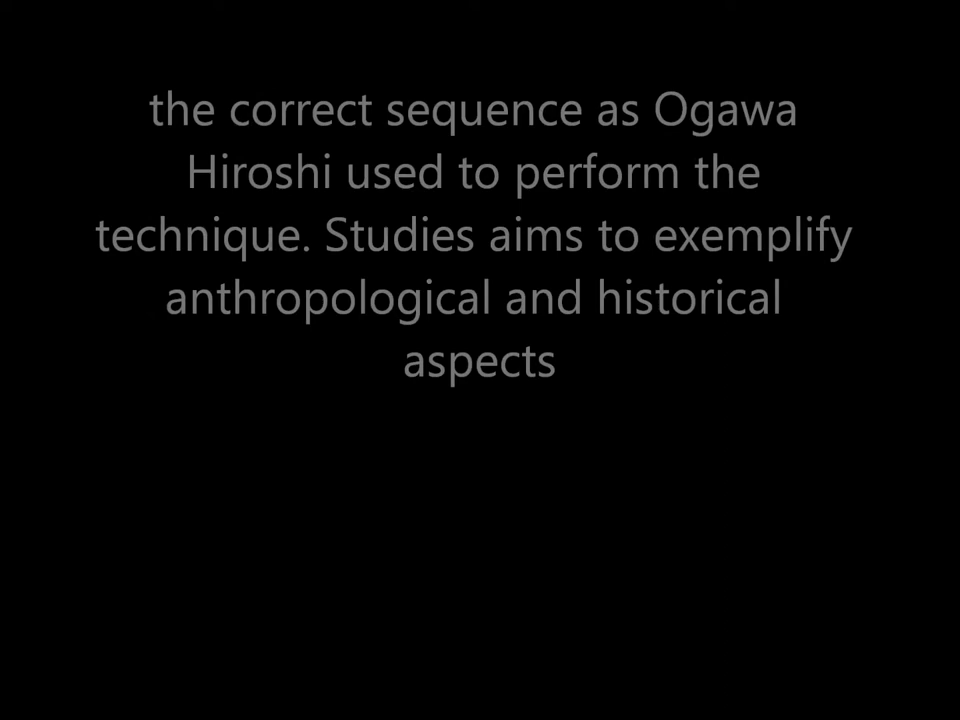 the correct sequence as Ogawa
Hiroshi used to perform the
technique. Studies aims to exemplify
anthropological and historical
aspects